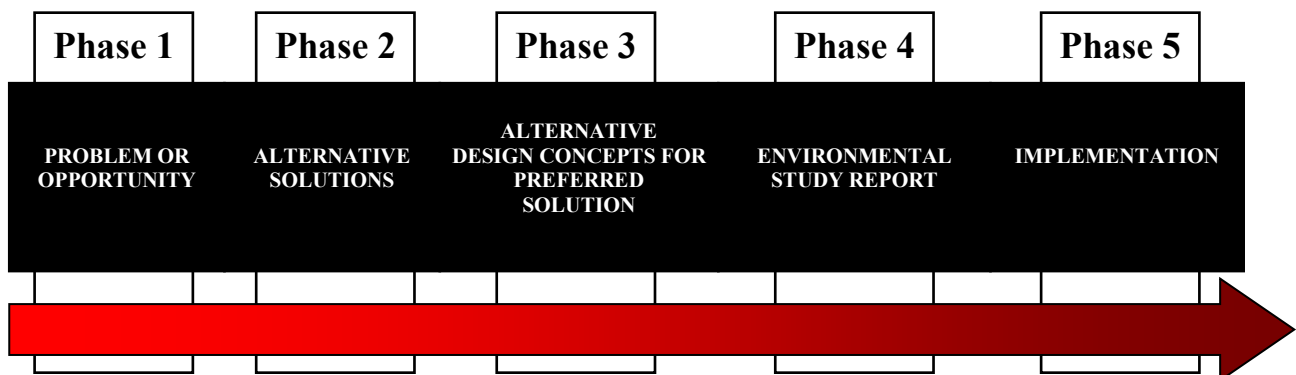 Phase 1
Phase 2
Phase 3
Phase 4
Phase 5
PROBLEM OR
OPPORTUNITY
ALTERNATIVE
SOLUTIONS
ALTERNATIVE
DESIGN CONCEPTS FOR
PREFERRED
SOLUTION
ENVIRONMENTAL
STUDY REPORT
IMPLEMENTATION